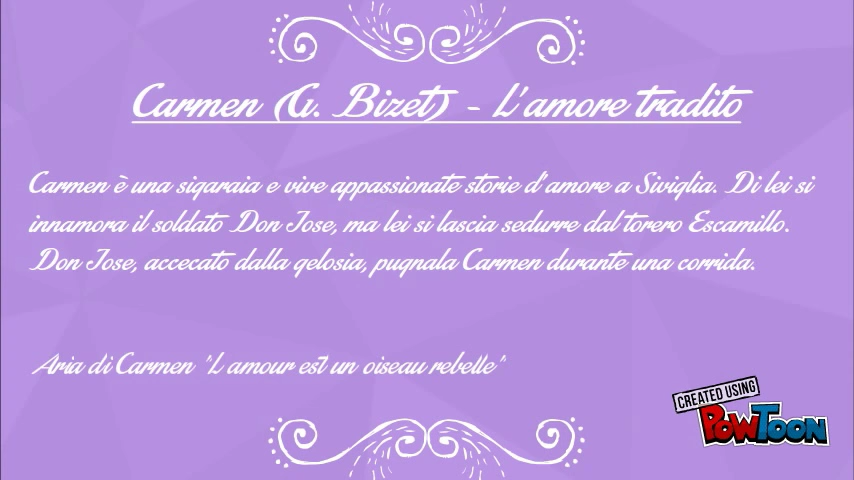 Carmen (G. Bizet) - L'amore tradito
Carmen è una sigaraia e vive appassionate storie d'amore a Siviglia. Di lei si
innamora il soldato Don Jose, ma lei si lascia sedurre dal torero Escamillo.
Don Jose, accecato dalla gelosia, pugnala Carmen durante una corrida.
Aria di Carmen "L amour est un oiseau rebelle"
CREATED USING
POWTOON